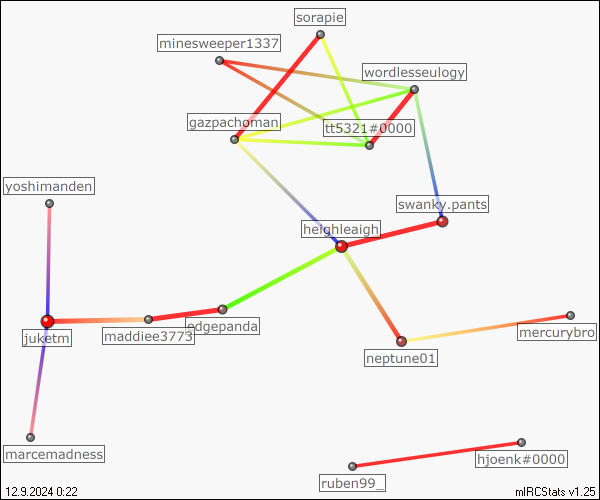 sorapie
minesweeper1337
wordlesseulogy
gazpachoman
tt5321#0000
yoshimanden
swanky.pants
heighleaigh
edgepanda
juketm
maddiee3773
mercurybro
neptune01
marcemadness
hjoenk#0000
ruben99_
12.9.2024 0:22
mIRCStats v1.25